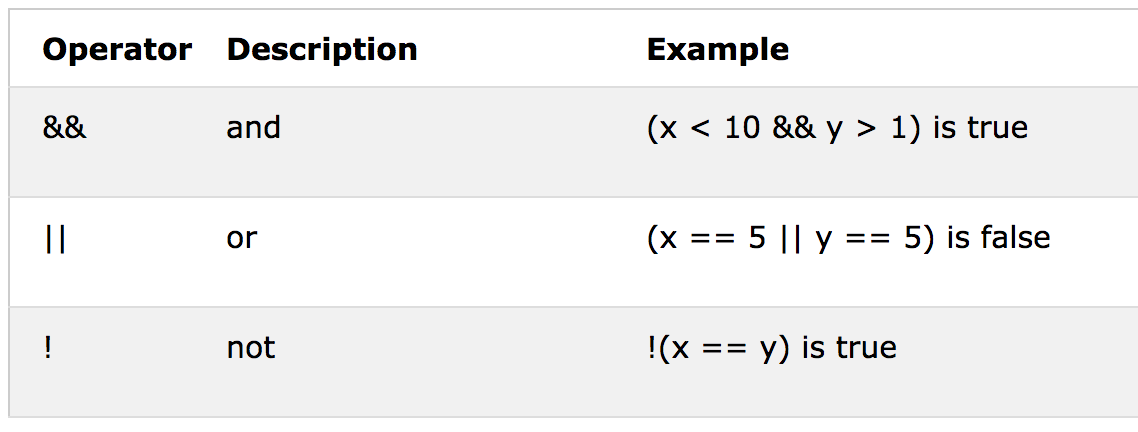 Operator Description Example
&& and (x < 10 && y > 1) is true
|| or (x == 5 || y == 5) is false
! not !(x == y) is true